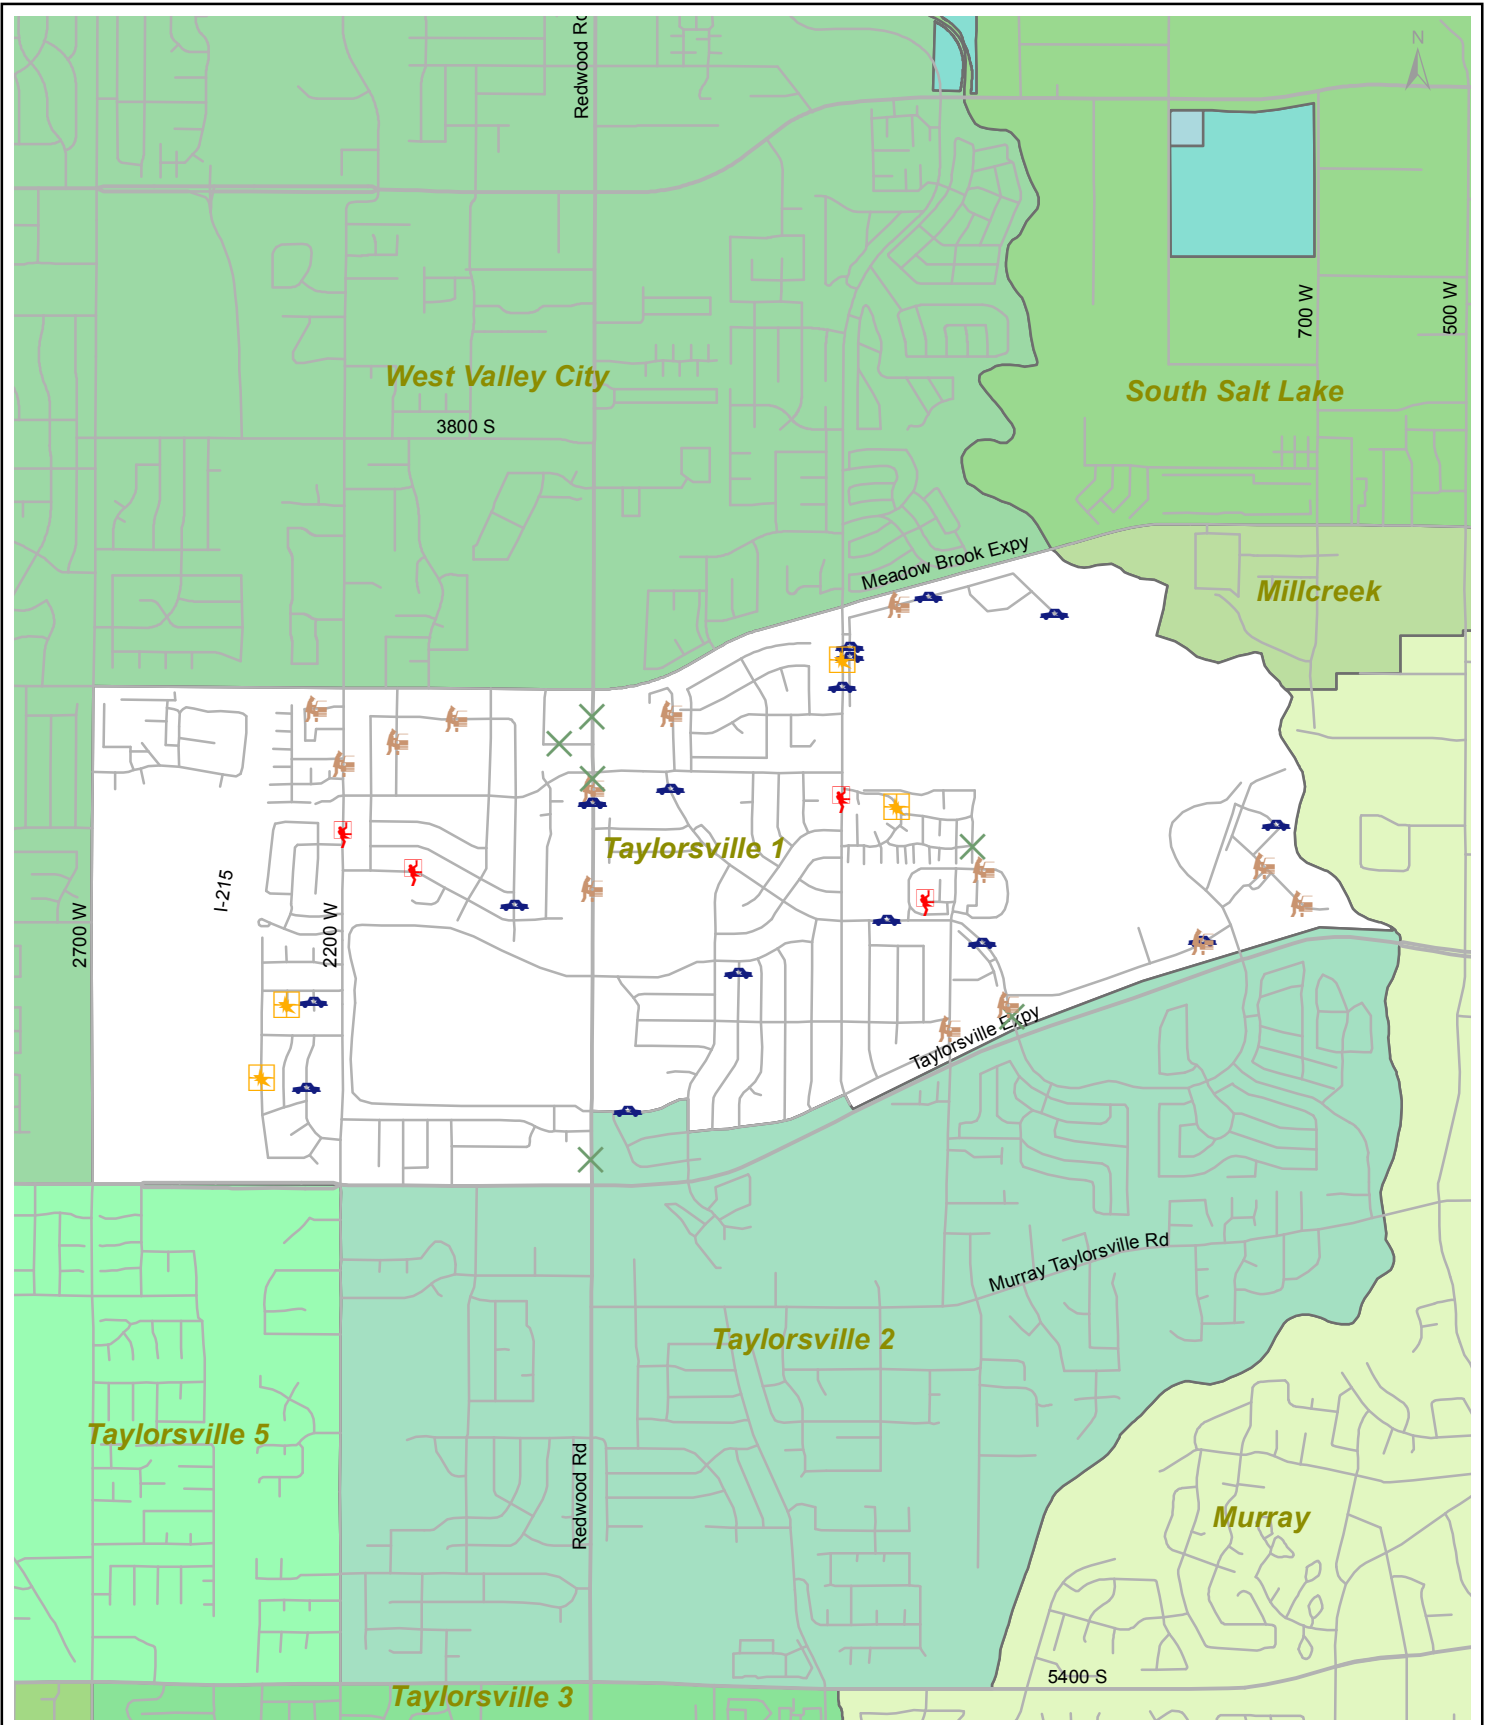 Redwood Rd
N
700 W
500 W
West Valley City
South Salt Lake
3800 S
Meadow Brook Expy
Millcreek
Taylorsville 1
I-215
2700 W
2200 W
Taylorsville Expy
Murray Taylorsville Rd
Taylorsville 2
Taylorsville 5
Redwood Rd
Murray
5400 S
Taylorsville 3